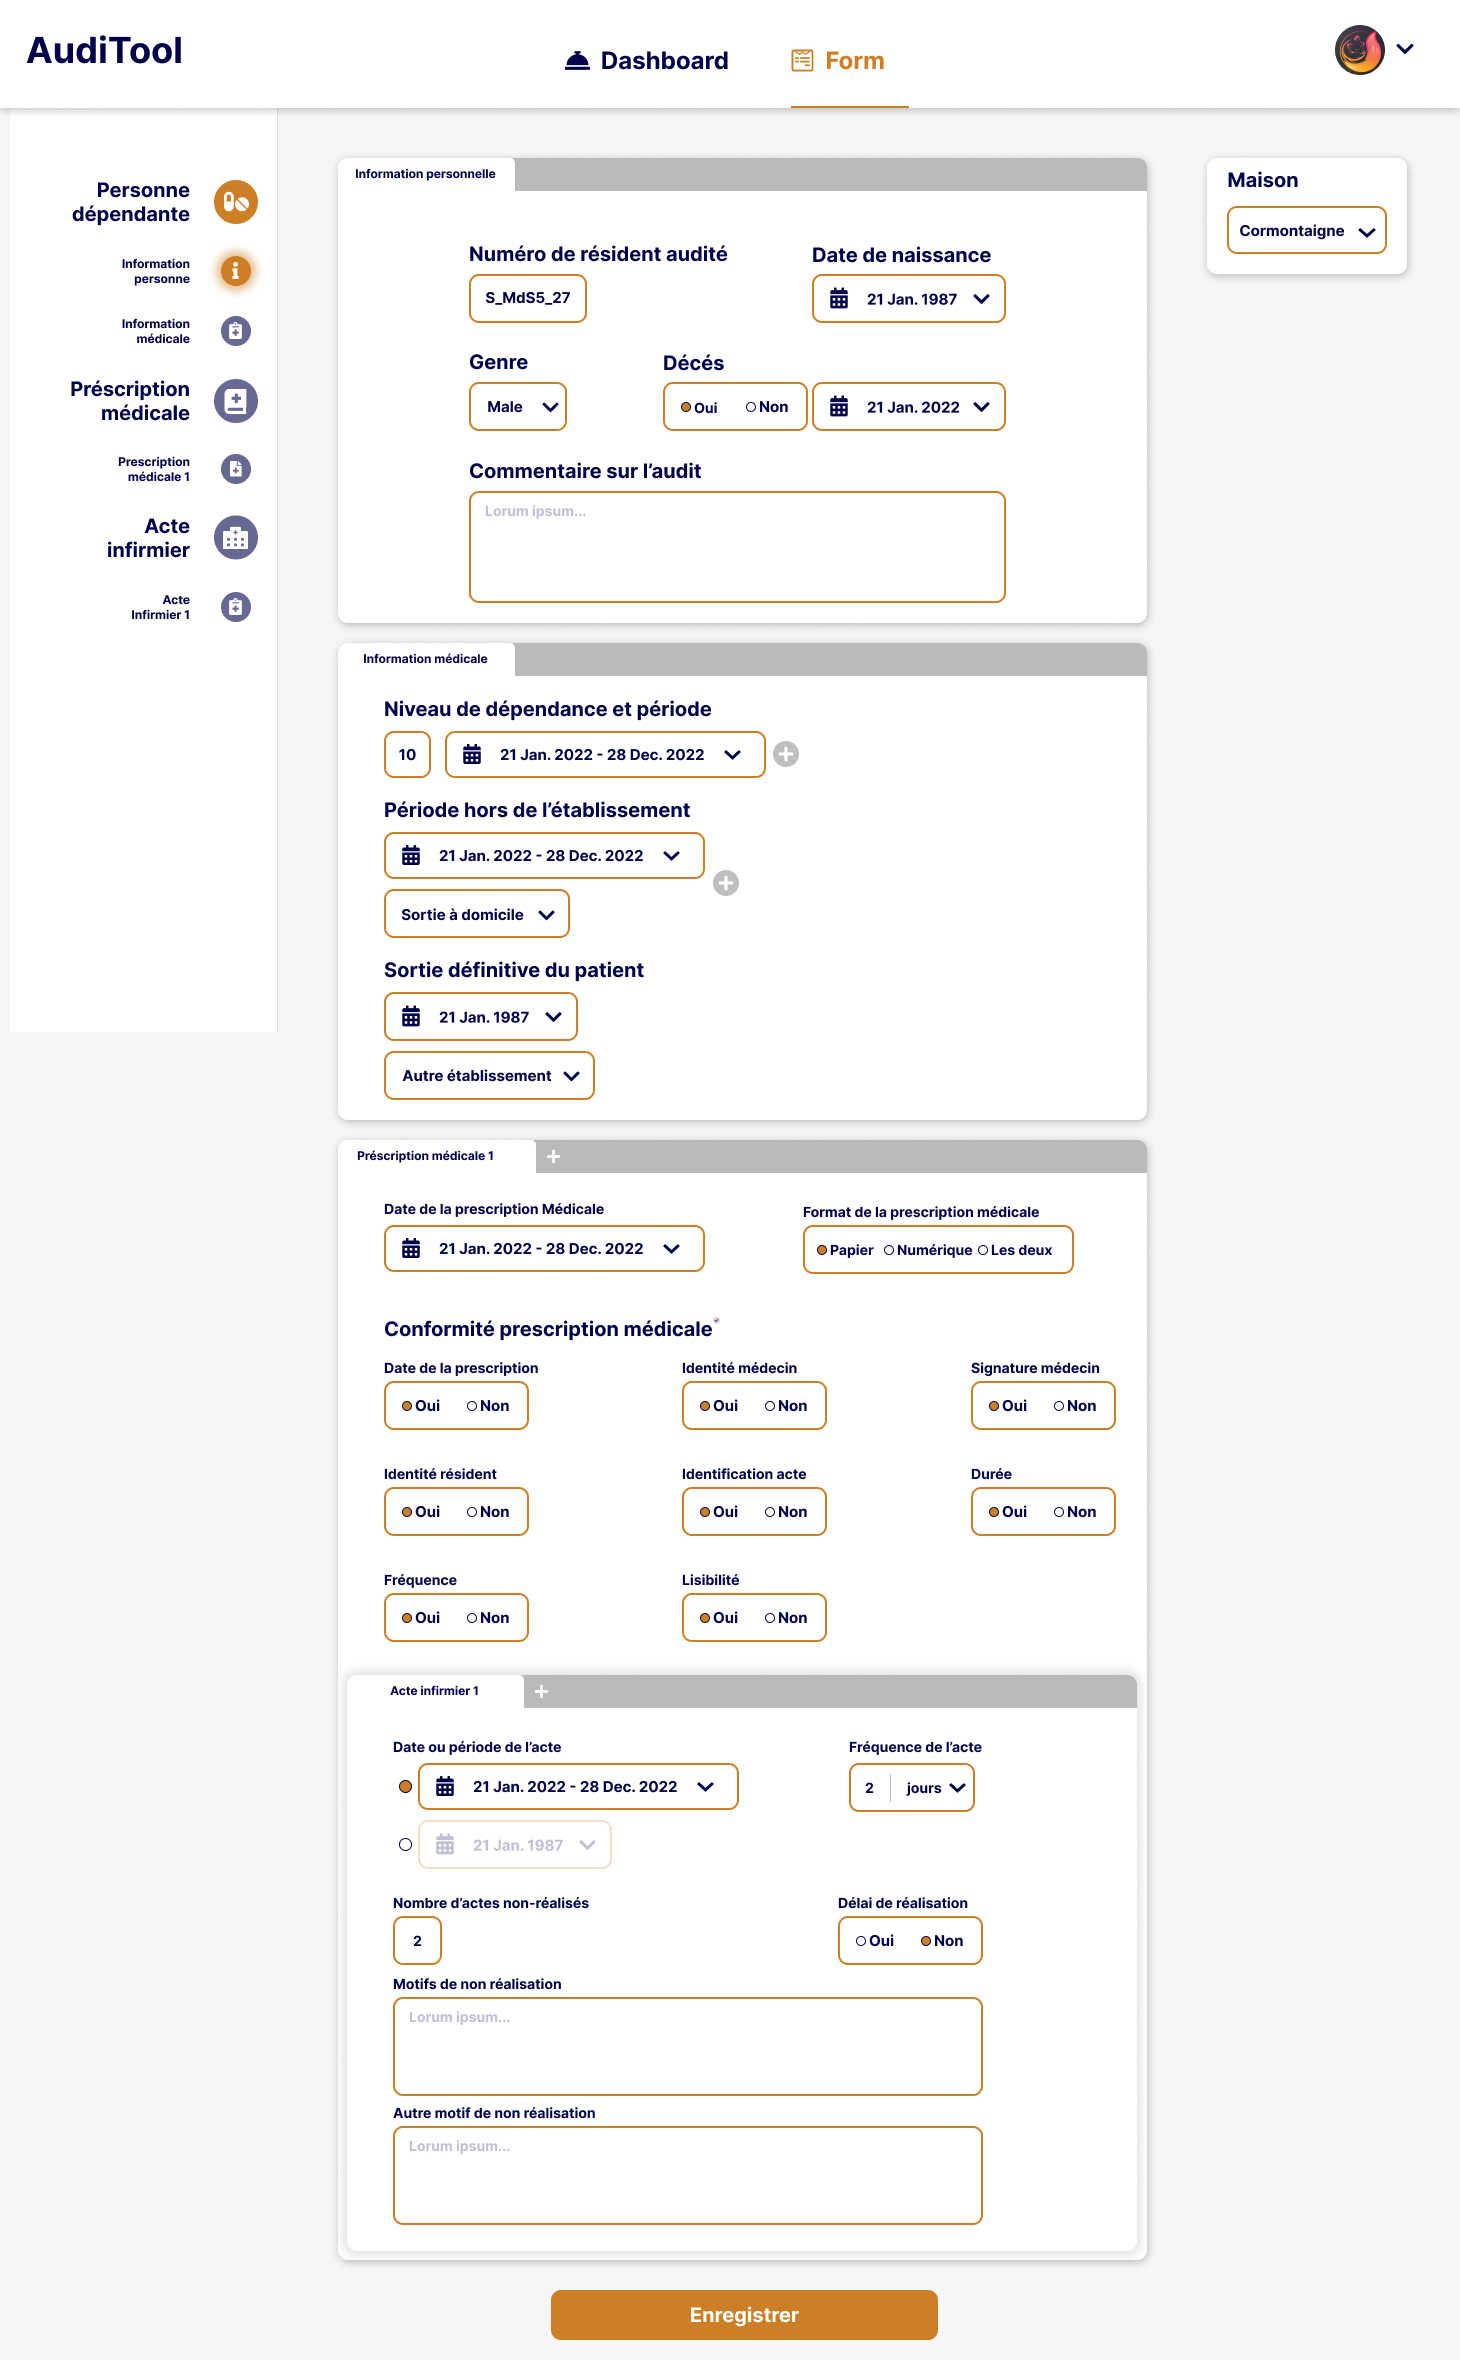 AudiTool
Dashboard
Form
Personne
dépendante
Information
personne
Information
médicale
Préscription
médicale
Prescription
médicale 1
Acte
infirmier
Acte
Infirmier 1
Maison
Cormontaigne
Information personnelle
Numéro de résident audité
Date de naissance
S_MdS5_27
21 Jan. 1987
Genre
Décés
Male
Oui Non
21 Jan. 2022
Commentaire sur l’audit
Lorum ipsum...
Information médicale
Niveau de dépendance et période
10
21 Jan. 2022 - 28 Dec. 2022
Période hors de l’établissement
21 Jan. 2022 - 28 Dec. 2022
Sortie à domicile
Sortie définitive du patient
21 Jan. 1987
Autre établissement
Préscription médicale 1
Date de la prescription Médicale
Format de la prescription médicale
21 Jan. 2022 - 28 Dec. 2022
Papier Numérique Les deux
Conformité prescription médicale
Date de la prescription
Identité médecin
Signature médecin
Oui Non
Oui Non
Oui Non
Identité résident
Identification acte
Durée
Oui Non
Oui Non
Oui Non
Fréquence
Lisibilité
Oui Non
Oui Non
Acte infirmier 1
Date ou période de l’acte
Fréquence de l’acte
21 Jan. 2022 - 28 Dec. 2022
2 jours
21 Jan. 1987
Nombre d’actes non-réalisés
Délai de réalisation
2
Oui Non
Motifs de non réalisation
Lorum ipsum...
Autre motif de non réalisation
Lorum ipsum...
Enregistrer